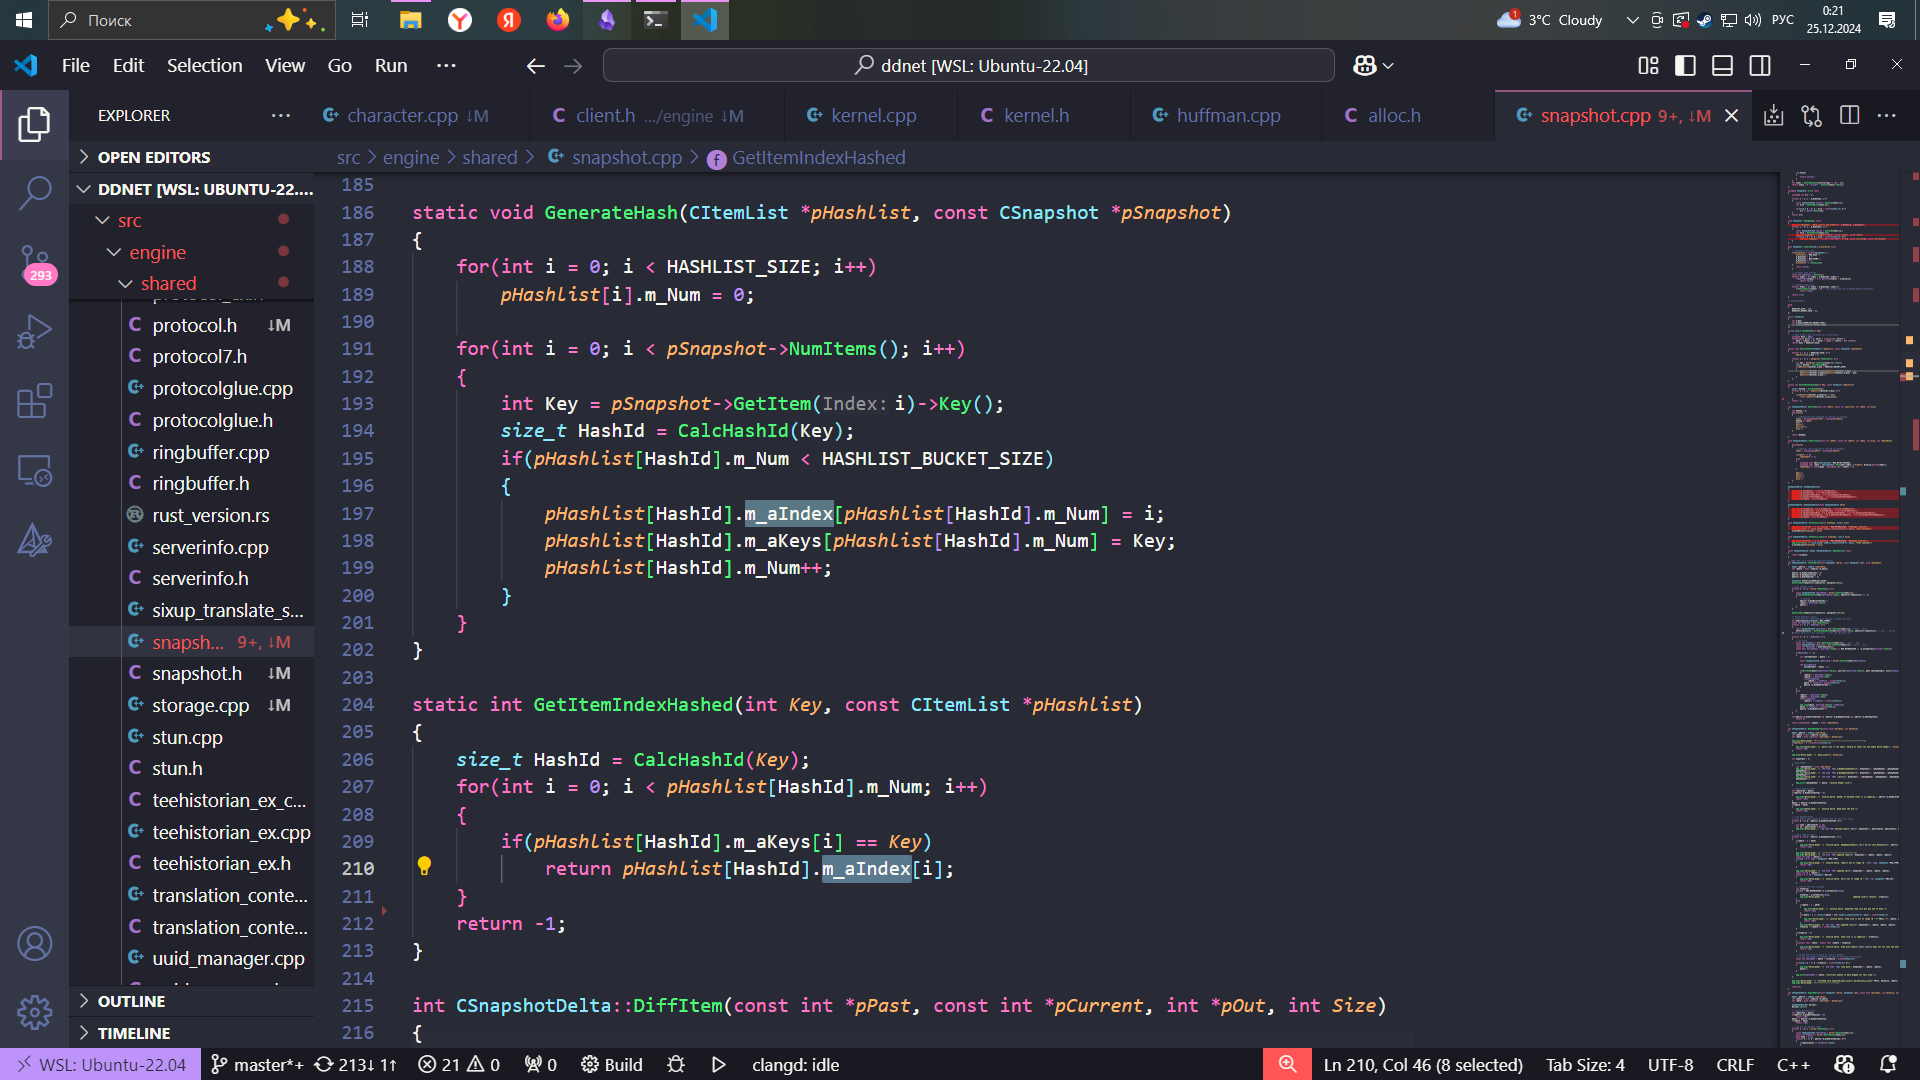 Поиск
1
3°C Cloudy
РУС
0:21
25.12.2024
File Edit Selection View Go Run ···
ddnet [WSL: Ubuntu-22.04]
EXPLORER ···
character.cpp ↓M
client.h .../engine ↓M
kernel.cpp
kernel.h
huffman.cpp
alloc.h
snapshot.cpp 9+, ↓M
OPEN EDITORS
DDNET [WSL: UBUNTU-22....
src
engine
shared
293
protocol.h ↓M
protocol7.h
protocolglue.cpp
protocolglue.h
ringbuffer.cpp
ringbuffer.h
rust_version.rs
serverinfo.cpp
serverinfo.h
sixup_translate_s...
snapsh... 9+, ↓M
snapshot.h ↓M
storage.cpp ↓M
stun.cpp
stun.h
teehistorian_ex_c...
teehistorian_ex.cpp
teehistorian_ex.h
translation_conte...
translation_conte...
uuid_manager.cpp
OUTLINE
TIMELINE
src > engine > shared > snapshot.cpp > GetItemIndexHashed
185
186 static void GenerateHash(CItemList *pHashlist, const CSnapshot *pSnapshot)
187 {
188 for(int i = 0; i < HASHLIST_SIZE; i++)
189 pHashlist[i].m_Num = 0;
190
191 for(int i = 0; i < pSnapshot->NumItems(); i++)
192 {
193 int Key = pSnapshot->GetItem(Index: i)->Key();
194 size_t HashId = CalcHashId(Key);
195 if(pHashlist[HashId].m_Num < HASHLIST_BUCKET_SIZE)
196 {
197 pHashlist[HashId].m_aIndex[pHashlist[HashId].m_Num] = i;
198 pHashlist[HashId].m_aKeys[pHashlist[HashId].m_Num] = Key;
199 pHashlist[HashId].m_Num++;
200 }
201 }
202 }
203
204 static int GetItemIndexHashed(int Key, const CItemList *pHashlist)
205 {
206 size_t HashId = CalcHashId(Key);
207 for(int i = 0; i < pHashlist[HashId].m_Num; i++)
208 {
209 if(pHashlist[HashId].m_aKeys[i] == Key)
210 return pHashlist[HashId].m_aIndex[i];
211 }
212 return -1;
213 }
214
215 int CSnapshotDelta::DiffItem(const int *pPast, const int *pCurrent, int *pOut, int Size)
216 {
WSL: Ubuntu-22.04 master*+ 213↓ 1↑ 21 0 0 Build clangd: idle Ln 210, Col 46 (8 selected) Tab Size: 4 UTF-8 CRLF C++